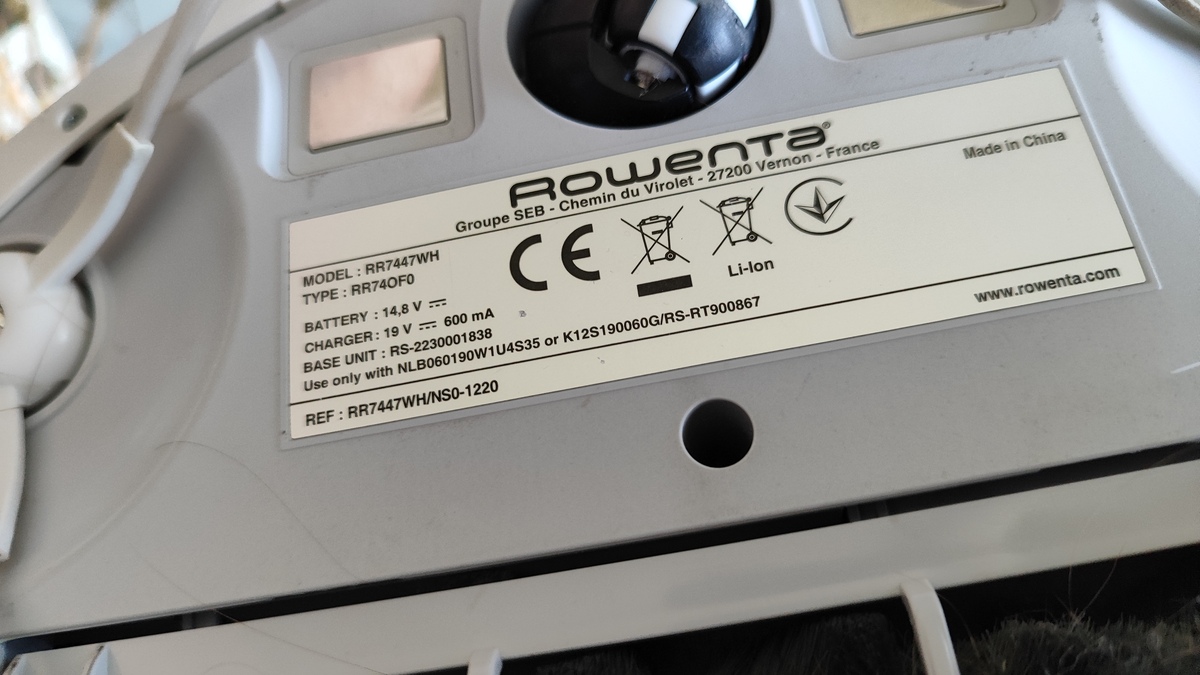 Rowenta®
Groupe SEB - Chemin du Virolet - 27200 Vernon - France
Made in China
MODEL : RR7447WH
TYPE : RR74OF0
BATTERY : 14,8 V
CHARGER : 19 V 600 mA
BASE UNIT : RS-2230001838
Use only with NLB060190W1U4S35 or K12S190060G/RS-RT900867
CE
Li-Ion
www.rowenta.com
REF : RR7447WH/NS0-1220